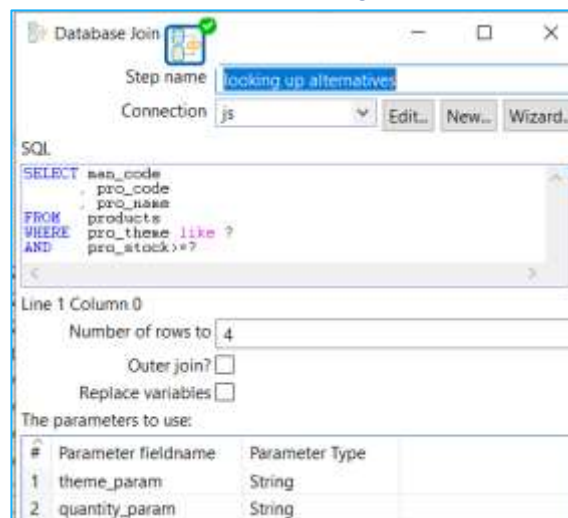 Database Join
Step name looking up alternatives
Connection js Edit... New... Wizard.
SQL
SELECT man_code
, pro_code
, pro_name
FROM products
WHERE pro_theme like ?
AND pro_stock>=?
Line 1 Column 0
Number of rows to 4
Outer join?
Replace variables
The parameters to use:
# Parameter fieldname Parameter Type
1 theme_param String
2 quantity_param String